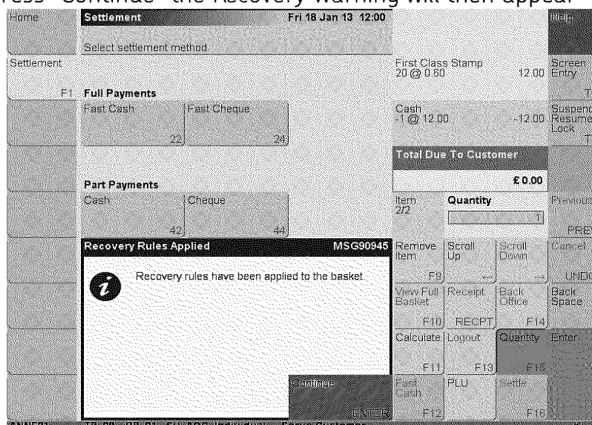 ress "Continue" the Recovery Warning will then appear
Home
Settlement Fri 18 Jan 13 12:00
Help
Select settlement method
Settlement
F1
Full Payments
Fast Cash
22
Fast Cheque
24
Part Payments
Cash
42
Cheque
44
First Class Stamp
20 @ 0.60 12.00
Cash
-1 @ 12.00 -12.00
Total Due To Customer
£ 0.00
Screen
Entry
Suspend
Resume
Lock
Item
2/2
Quantity
1
Previous
PREV
Recovery Rules Applied MSG90945
Recovery rules have been applied to the basket
Continue
ENTER
Remove
Item
F9
Scroll
Up
Scroll
Down
Cancel
UNDO
View Full
Basket
F10
Receipt
RECPT
Back
Office
F14
Back
Space
Calculate
F11
Logout
F13
Quantity
F15
Enter
Fast
Cash
F12
PLU
Settle
F16